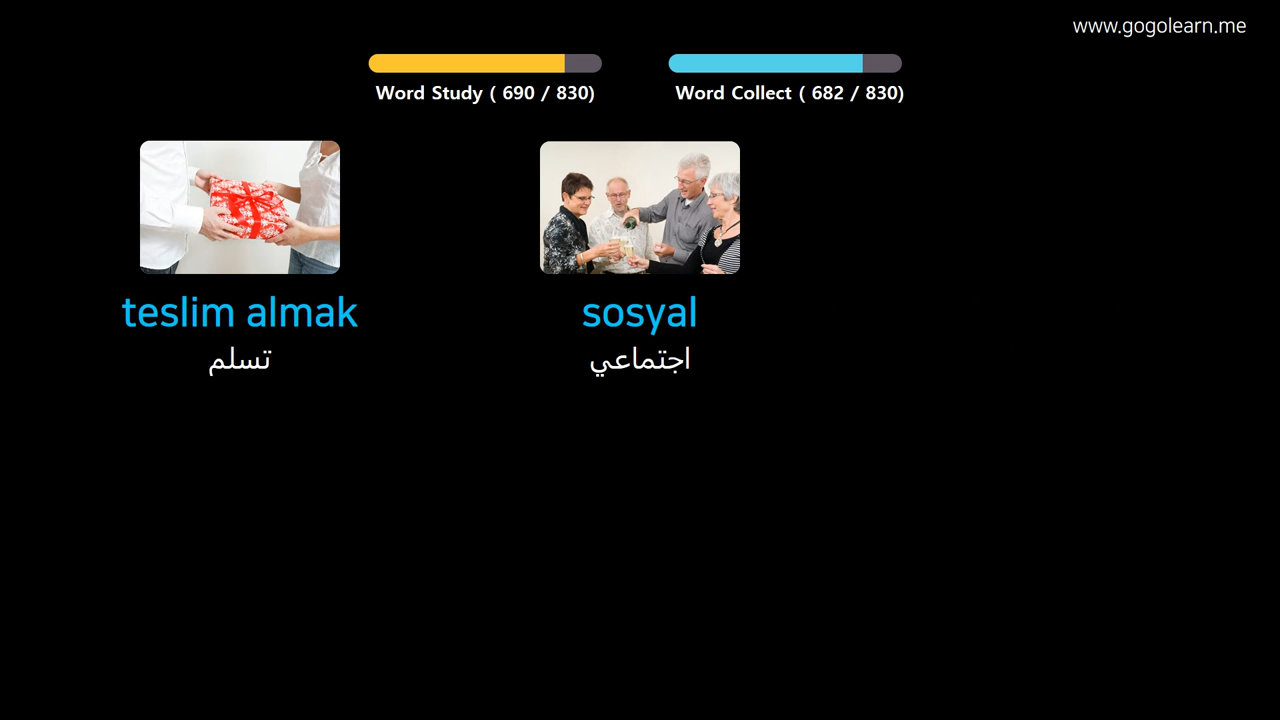 www.gogolearn.me
Word Study ( 690 / 830)
Word Collect ( 682 / 830)
teslim almak
تسلم
sosyal
اجتماعي